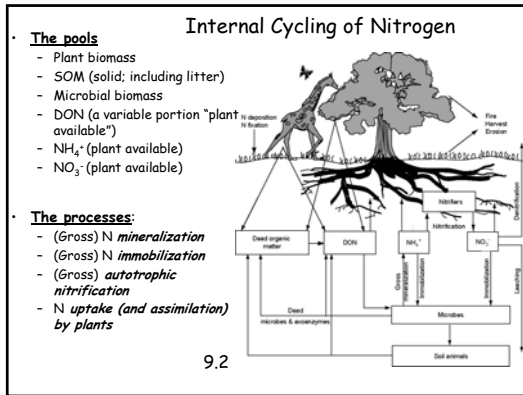 Internal Cycling of Nitrogen
• The pools
– Plant biomass
– SOM (solid; including litter)
– Microbial biomass
– DON (a variable portion "plant
available")
– NH₄⁺ (plant available)
– NO₃⁻ (plant available)
• The processes:
– (Gross) N mineralization
– (Gross) N immobilization
– (Gross) autotrophic
nitrification
– N uptake (and assimilation)
by plants
9.2
N deposition
N fixation
Fire
Harvest
Erosion
Denitrification
Nitrifiers
Nitrification
Dead organic
matter
DON
NH₄⁺
NO₃⁻
Gross
mineralization
Immobilization
Immobilization
Leaching
Dead
microbes & exoenzymes
Microbes
Soil animals